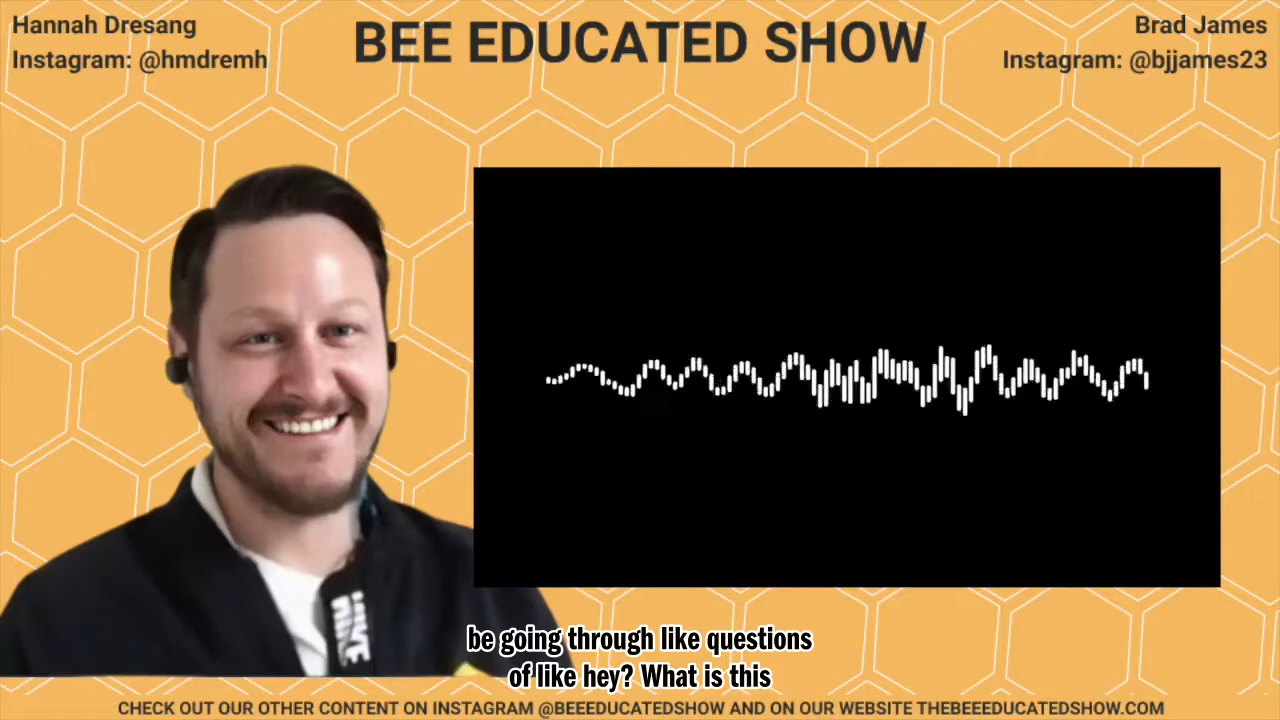 Hannah Dresang
Instagram: @hmdremh
BEE EDUCATED SHOW
Brad James
Instagram: @bjjames23
be going through like questions
of like hey? What is this
CHECK OUT OUR OTHER CONTENT ON INSTAGRAM @BEEEDUCATEDSHOW AND ON OUR WEBSITE THEBEEEDUCATEDSHOW.COM